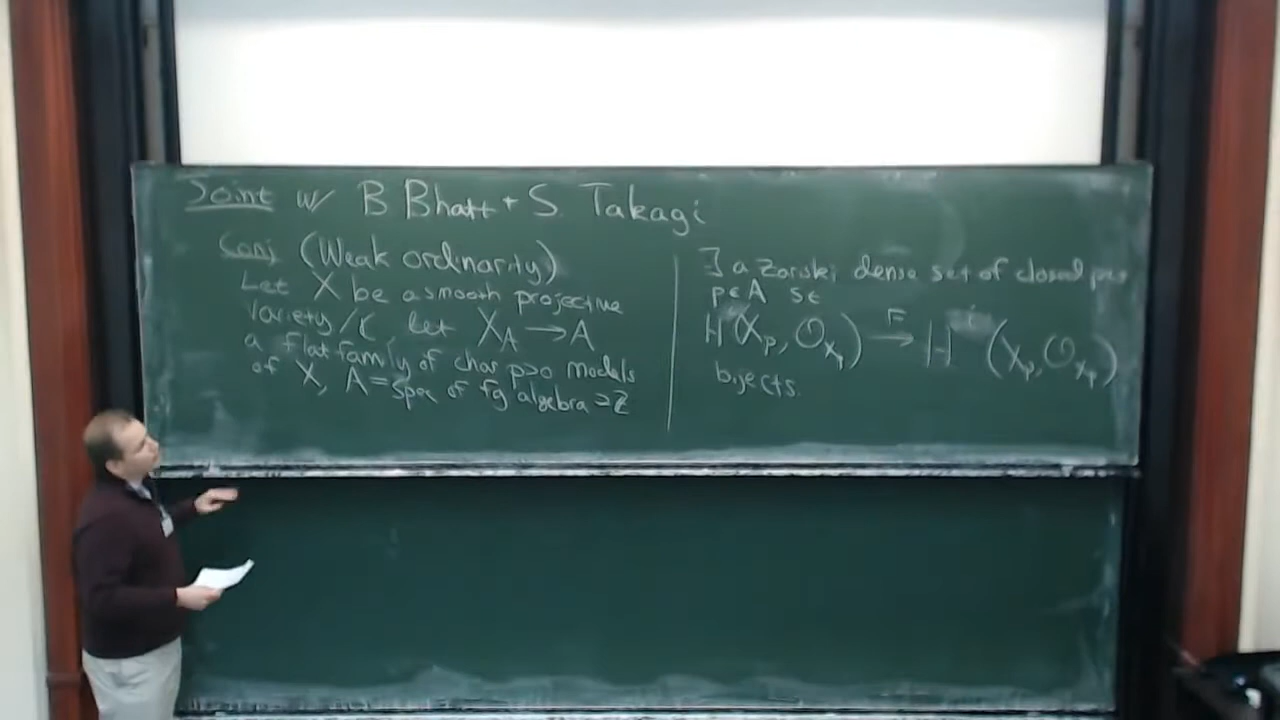 Joint w/ B Bhatt + S. Takagi
Conj (Weak ordinarity)
Let X be a smooth projective
variety /ℂ let X_A → A
a flat family of char p>0 models
of X, A = spec of fg algebra ⊃ ℤ
∃ a Zariski dense set of closed pts
p∈A st
H (X_p, O_{X_p}) →^F H^i (X_p, O_{X_p})
bijects.